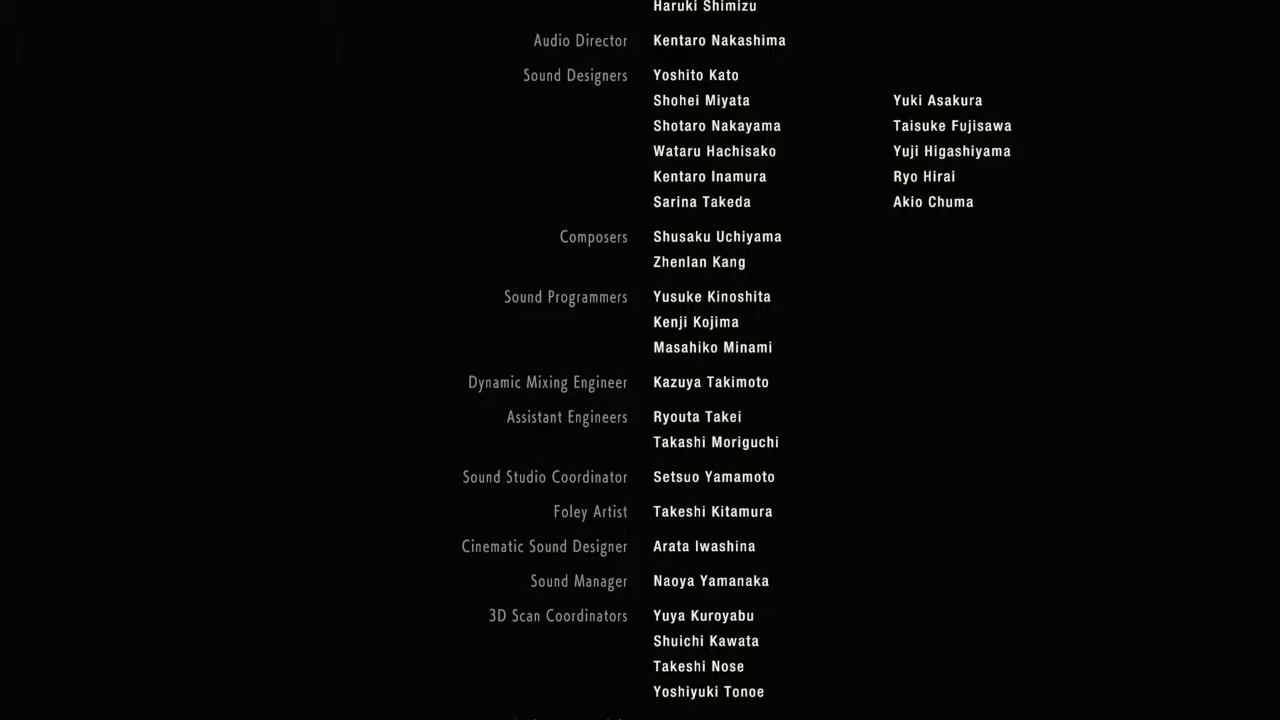 Haruki Shimizu
Audio Director Kentaro Nakashima
Sound Designers Yoshito Kato
Shohei Miyata Yuki Asakura
Shotaro Nakayama Taisuke Fujisawa
Wataru Hachisako Yuji Higashiyama
Kentaro Inamura Ryo Hirai
Sarina Takeda Akio Chuma
Composers Shusaku Uchiyama
Zhenlan Kang
Sound Programmers Yusuke Kinoshita
Kenji Kojima
Masahiko Minami
Dynamic Mixing Engineer Kazuya Takimoto
Assistant Engineers Ryouta Takei
Takashi Moriguchi
Sound Studio Coordinator Setsuo Yamamoto
Foley Artist Takeshi Kitamura
Cinematic Sound Designer Arata Iwashina
Sound Manager Naoya Yamanaka
3D Scan Coordinators Yuya Kuroyabu
Shuichi Kawata
Takeshi Nose
Yoshiyuki Tonoe